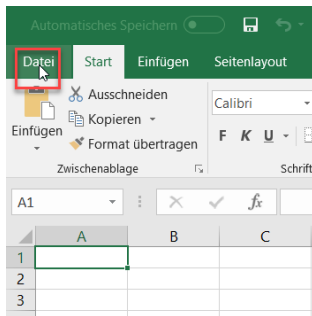 Automatisches Speichern
Datei Start Einfügen Seitenlayout
Ausschneiden
Kopieren
Format übertragen
Einfügen
Zwischenablage
Calibri
F K U
Schrift
A1
fx
A B C
1
2
3